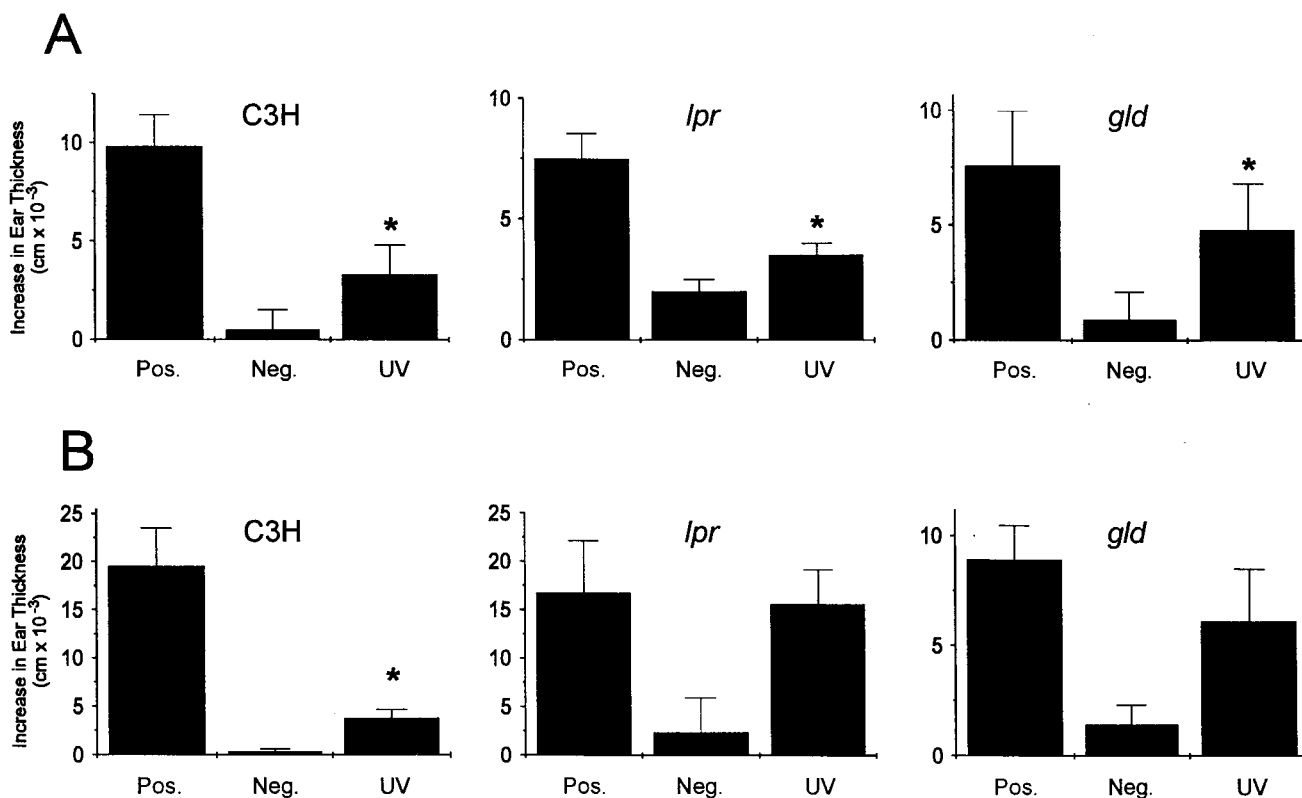 A
C3H
lpr
gld
Increase in Ear Thickness
(cm x 10⁻³)
10
5
0
10
5
0
10
5
0
*
*
*
Pos. Neg. UV
Pos. Neg. UV
Pos. Neg. UV
B
C3H
lpr
gld
Increase in Ear Thickness
(cm x 10⁻³)
25
20
15
10
5
0
25
20
15
10
5
0
10
5
0
*
Pos. Neg. UV
Pos. Neg. UV
Pos. Neg. UV